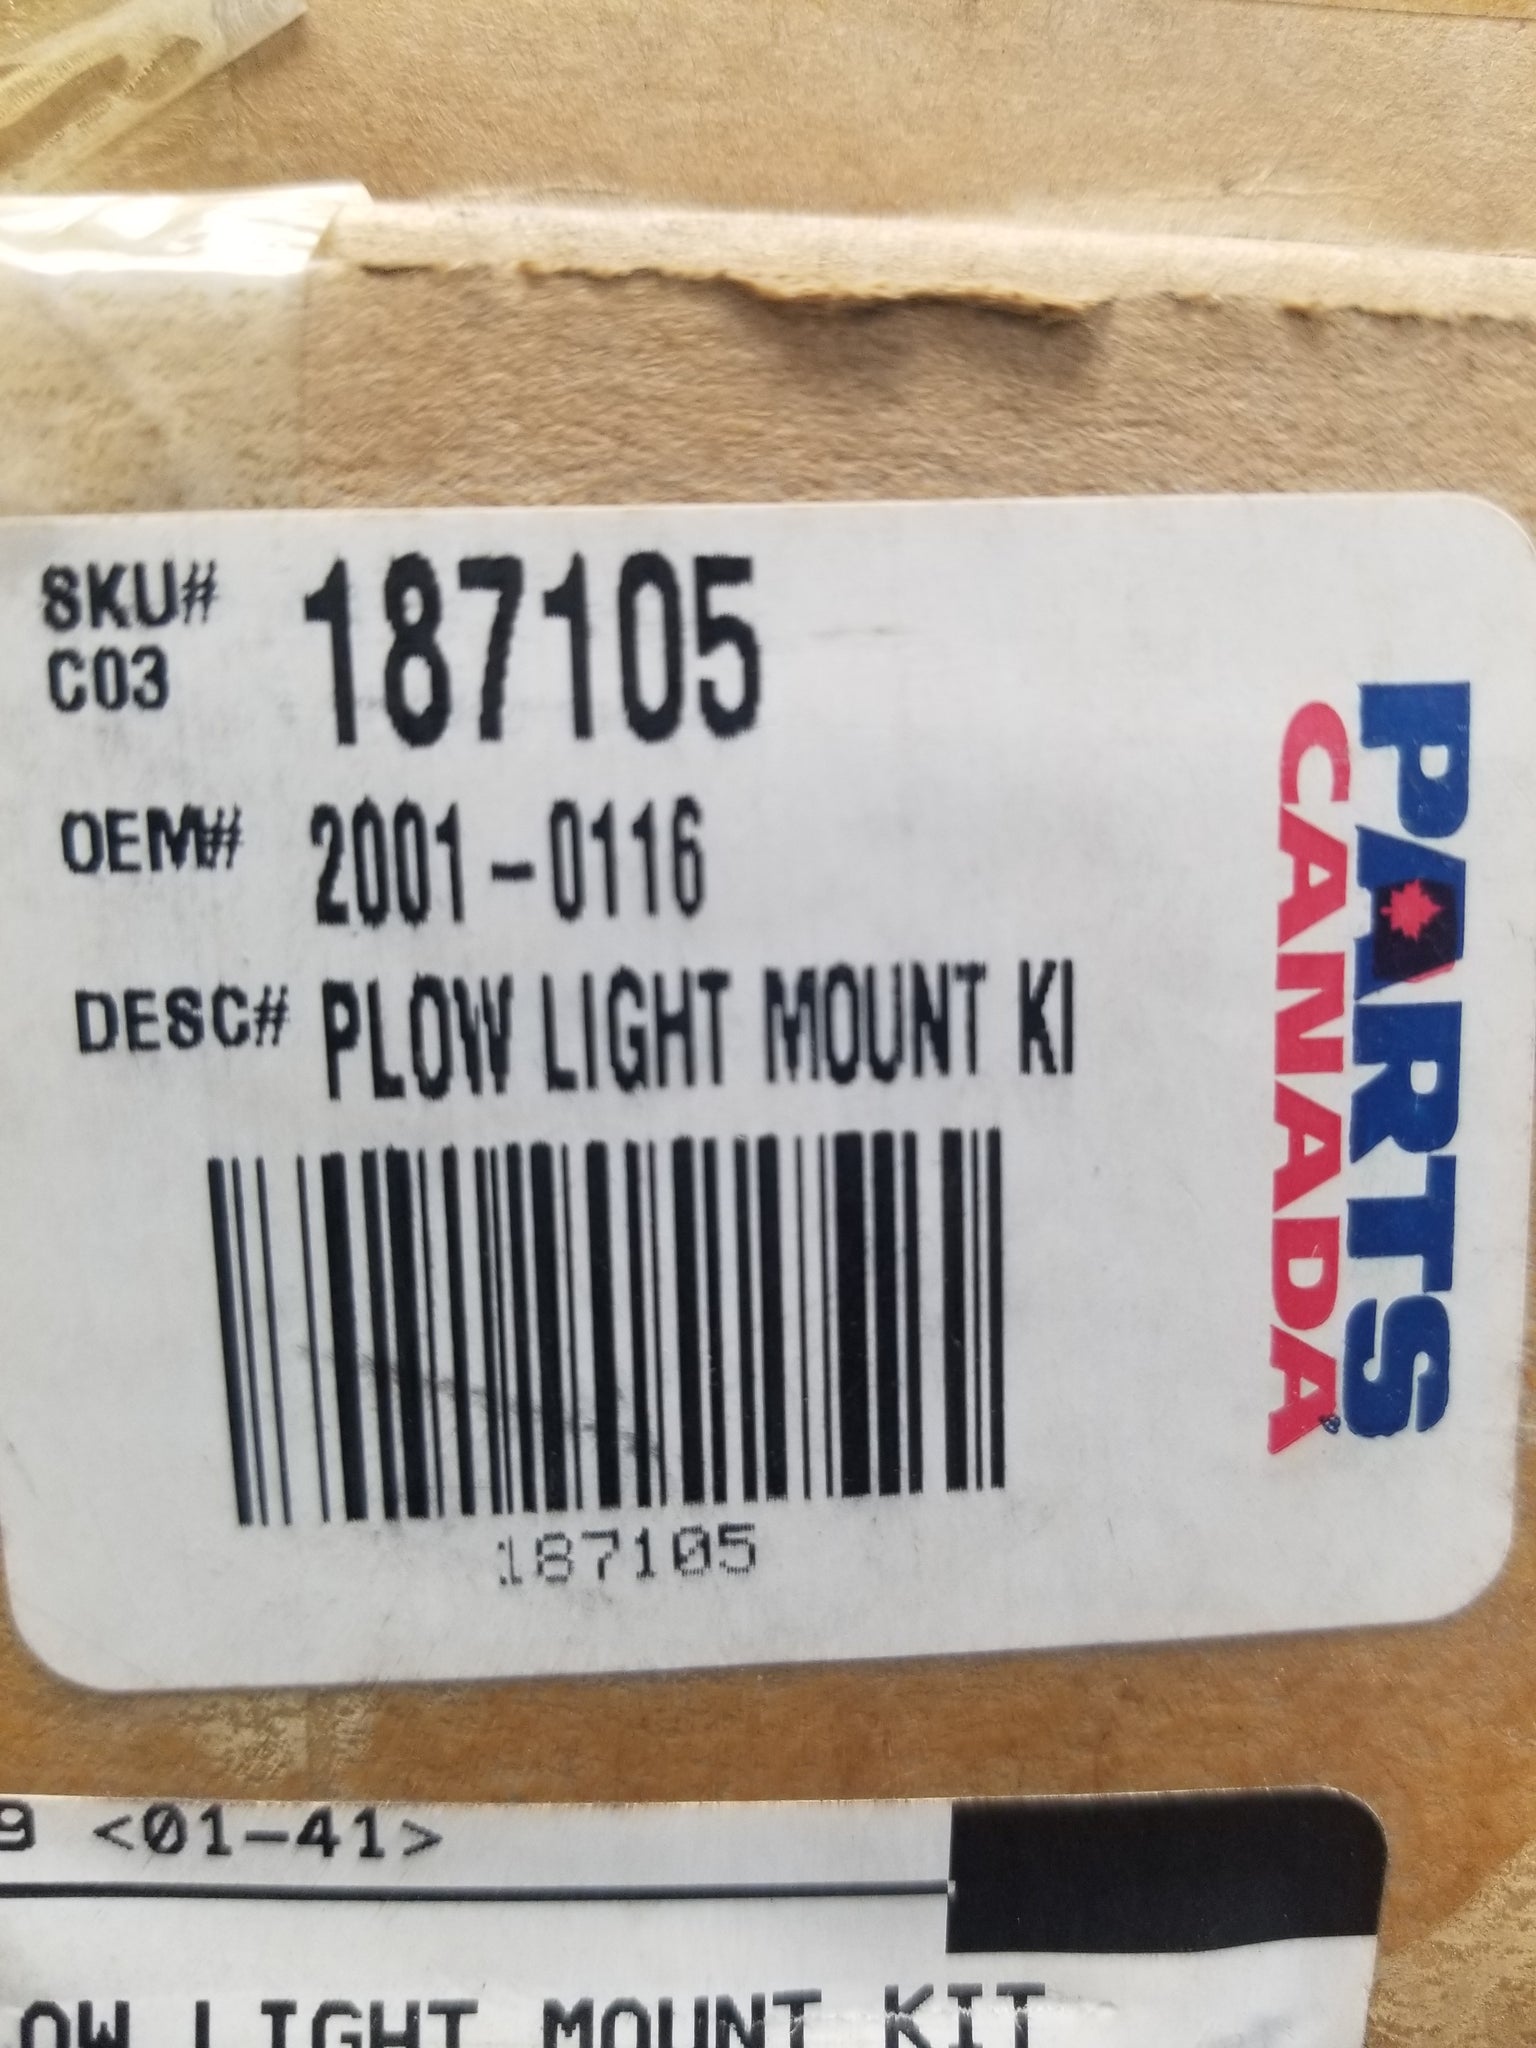 SKU# 187105
C03
OEM# 2001-0116
DESC# PLOW LIGHT MOUNT KI
187105
PARTS
CANADA®
9 <01-41>
OW LIGHT MOUNT KIT